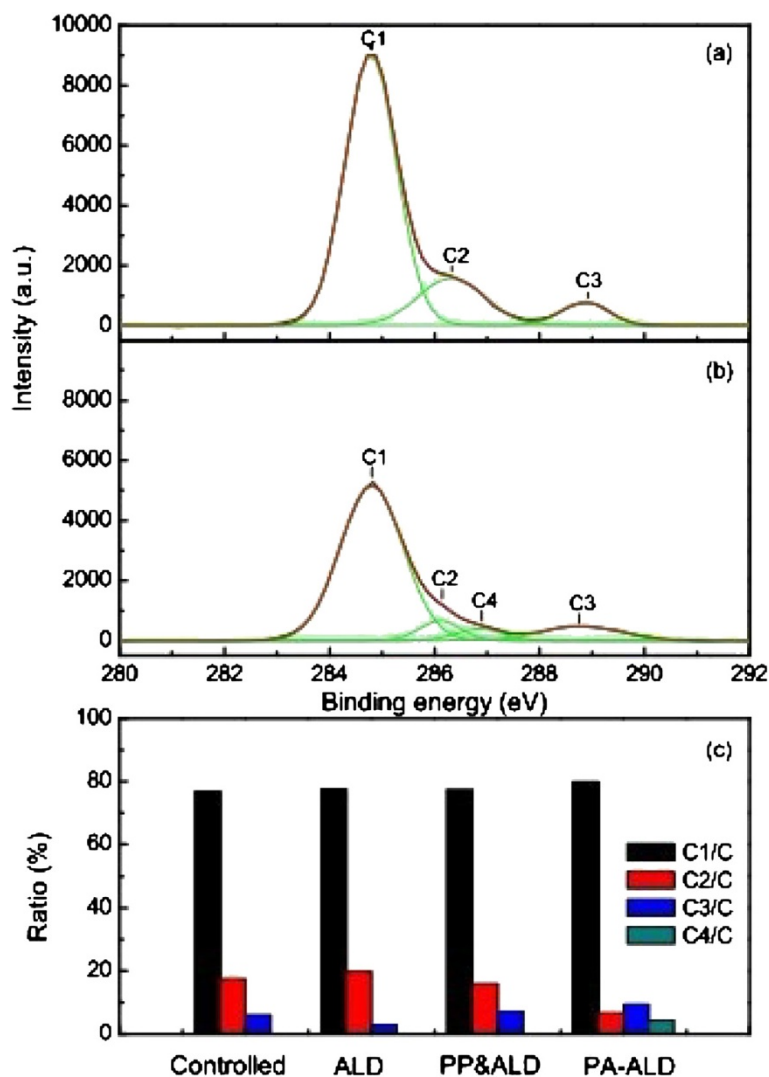 10000
8000
6000
4000
2000
0
C1
C2
C3
(a)
Intensity (a.u.)
8000
6000
4000
2000
0
C1
C2
C4
C3
(b)
280 282 284 286 288 290 292
Binding energy (eV)
100
80
60
40
20
0
Ratio (%)
(c)
C1/C
C2/C
C3/C
C4/C
Controlled ALD PP&ALD PA-ALD